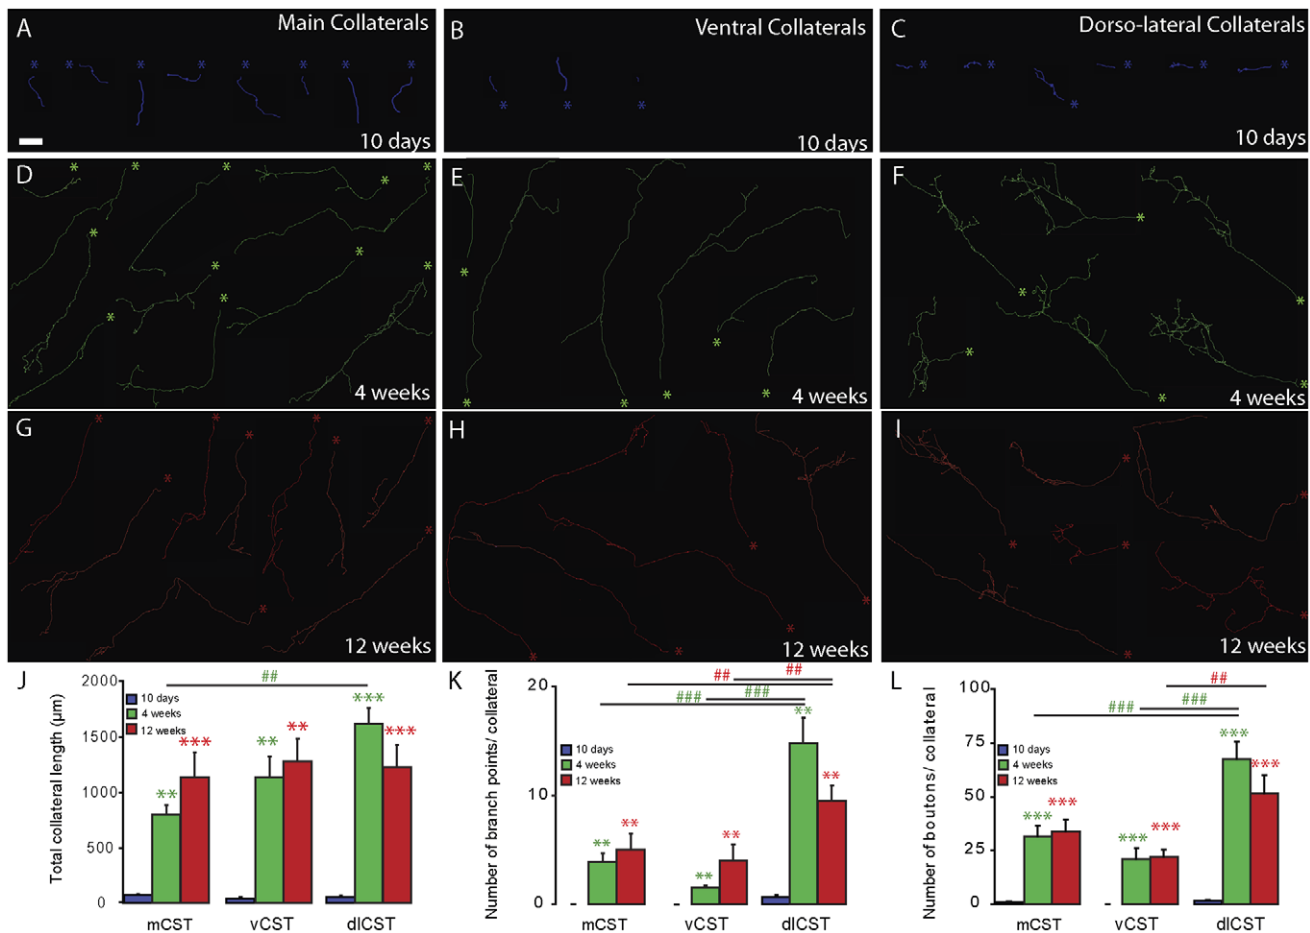 A
Main Collaterals
10 days
B
Ventral Collaterals
10 days
C
Dorso-lateral Collaterals
10 days
D
4 weeks
E
4 weeks
F
4 weeks
G
12 weeks
H
12 weeks
I
12 weeks
J
Total collateral length (µm)
2000
1500
1000
500
0
10 days
4 weeks
12 weeks
##
** *** ** ** *** ***
mCST vCST dlCST
K
Number of branch points/ collateral
20
10
0
10 days
4 weeks
12 weeks
## ##
### ###
** ** ** ** ** **
mCST vCST dlCST
L
Number of boutons/ collateral
100
75
50
25
0
10 days
4 weeks
12 weeks
##
### ###
*** *** *** *** *** ***
mCST vCST dlCST